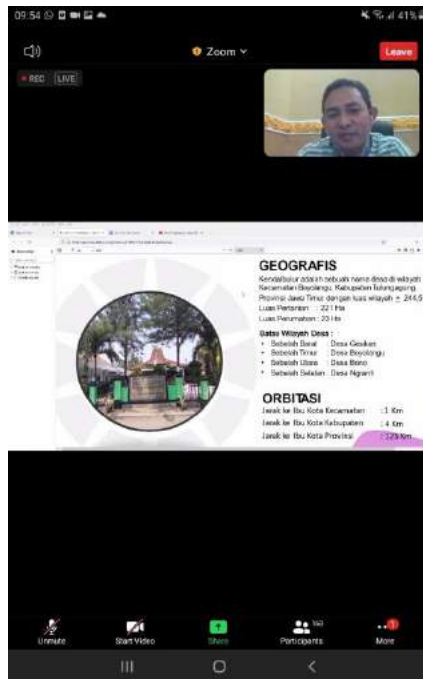 09:54
41%
Zoom
Leave
REC LIVE
GEOGRAFIS
Kendalbulur adalah sebuah nama desa di wilayah
Kecamatan Boyolangu, Kabupaten Tulungagung,
Provinsi Jawa Timur dengan luas wilayah ± 244,5
Luas Pertanian : 221 Ha
Luas Perumahan : 23 Ha
Batas Wilayah Desa :
• Sebelah Barat : Desa Gesikan
• Sebelah Timur : Desa Boyolangu
• Sebelah Utara : Desa Bono
• Sebelah Selatan : Desa Ngranti
ORBITASI
Jarak ke Ibu Kota Kecamatan : 1 Km
Jarak ke Ibu Kota Kabupaten : 4 Km
Jarak ke Ibu Kota Provinsi : 125 Km
Unmute
Start Video
Share
Participants
More